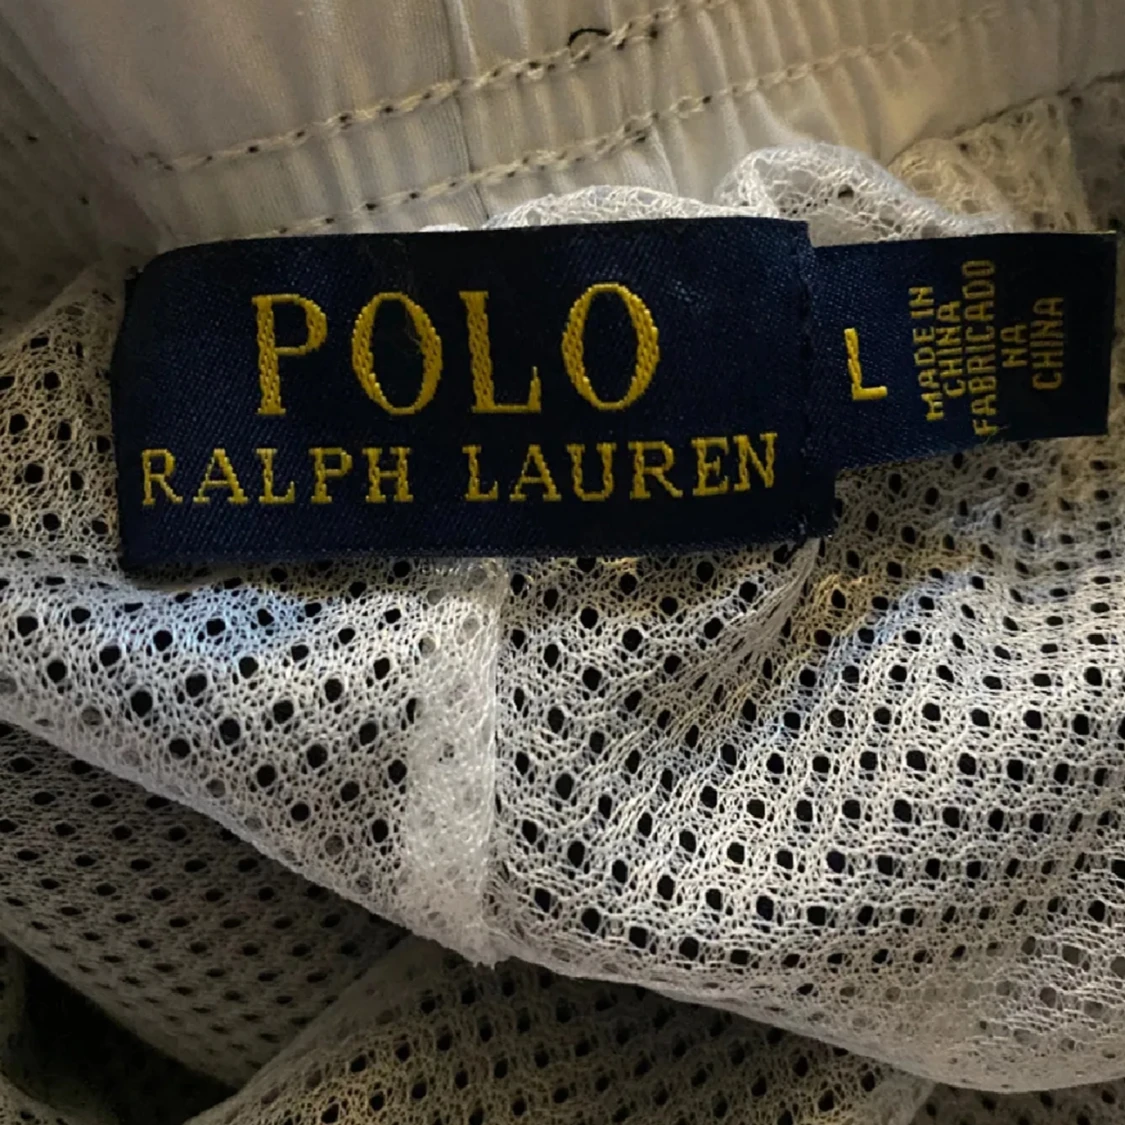 POLO
RALPH LAUREN
L
MADE IN
CHINA
FABRICADO
NA
CHINA